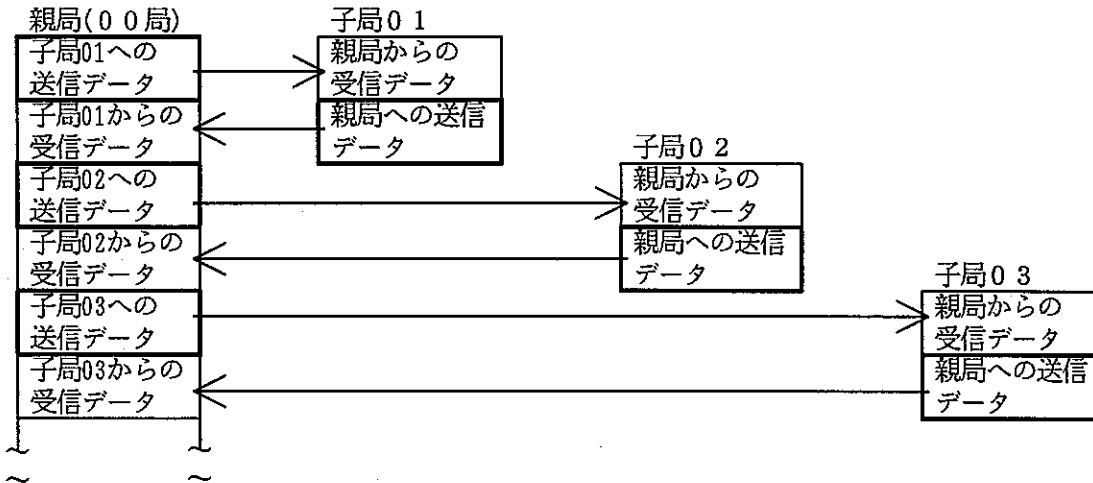 親局(００局)
子局０１
子局01への
送信データ
親局からの
受信データ
子局01からの
受信データ
親局への送信
データ
子局０２
子局02への
送信データ
親局からの
受信データ
子局02からの
受信データ
親局への送信
データ
子局０３
子局03への
送信データ
親局からの
受信データ
子局03からの
受信データ
親局への送信
データ